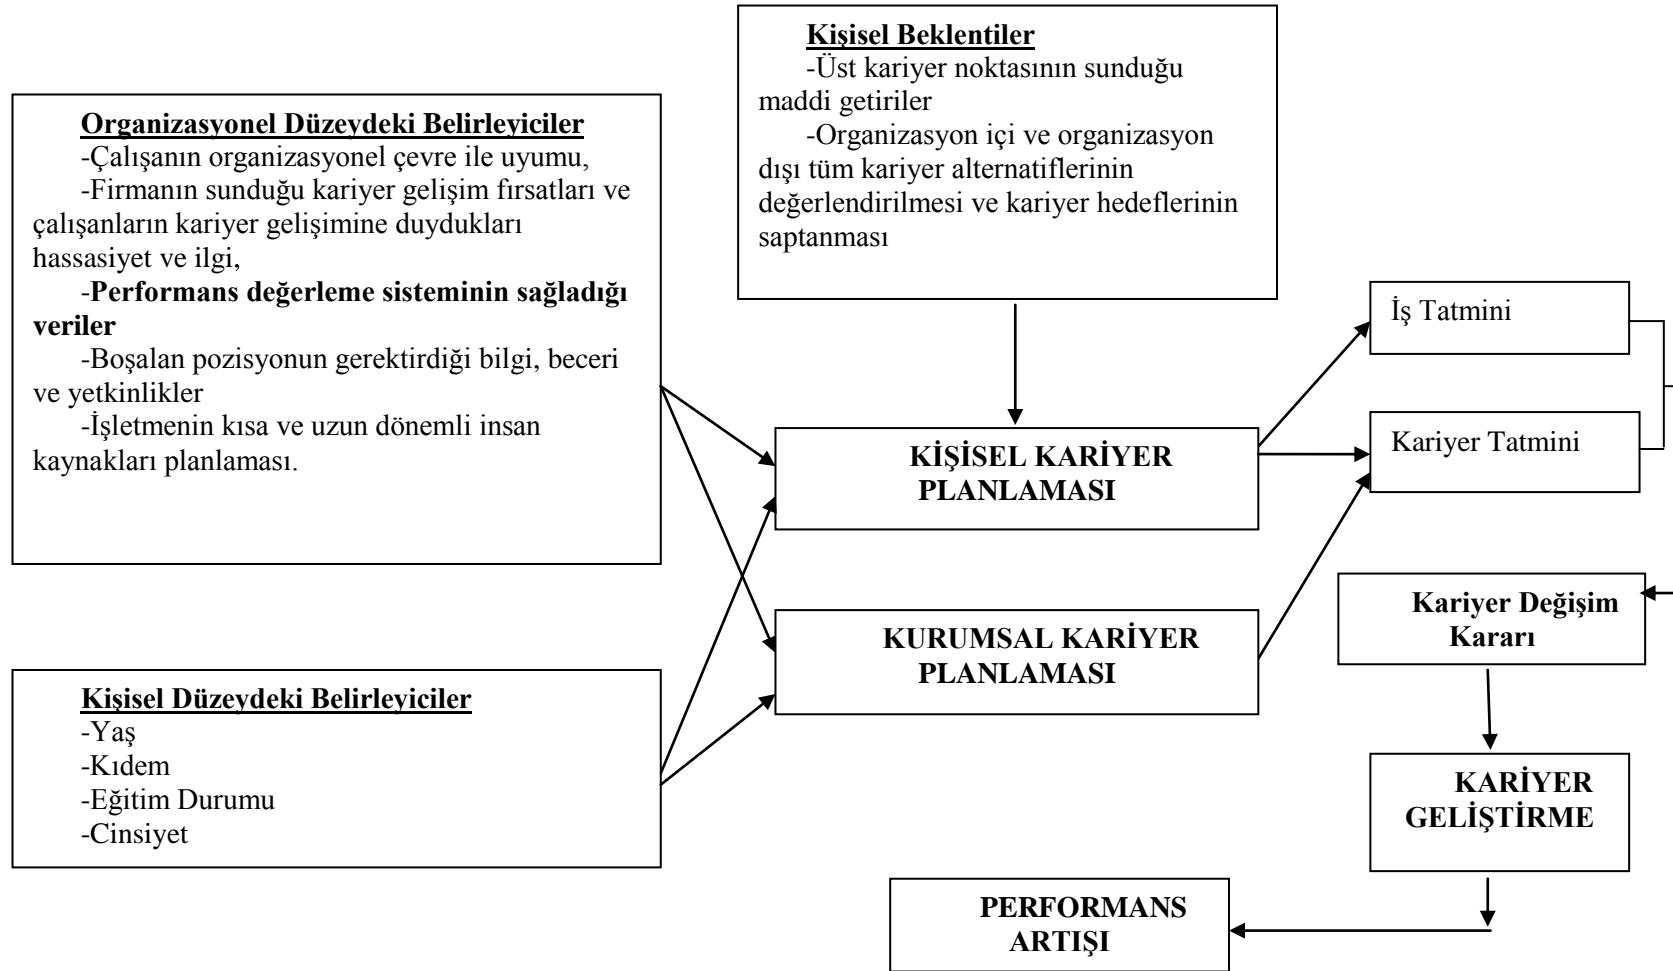 Kişisel Beklentiler
-Üst kariyer noktasının sunduğu
maddi getiriler
-Organizasyon içi ve organizasyon
dışı tüm kariyer alternatiflerinin
değerlendirilmesi ve kariyer hedeflerinin
saptanması
Organizasyonel Düzeydeki Belirleyiciler
-Çalışanın organizasyonel çevre ile uyumu,
-Firmanın sunduğu kariyer gelişim fırsatları ve
çalışanların kariyer gelişimine duydukları
hassasiyet ve ilgi,
-Performans değerleme sisteminin sağladığı
veriler
-Boşalan pozisyonun gerektirdiği bilgi, beceri
ve yetkinlikler
-İşletmenin kısa ve uzun dönemli insan
kaynakları planlaması.
Kişisel Düzeydeki Belirleyiciler
-Yaş
-Kıdem
-Eğitim Durumu
-Cinsiyet
KİŞİSEL KARİYER
PLANLAMASI
KURUMSAL KARİYER
PLANLAMASI
İş Tatmini
Kariyer Tatmini
Kariyer Değişim
Kararı
KARİYER
GELİŞTİRME
PERFORMANS
ARTIŞI